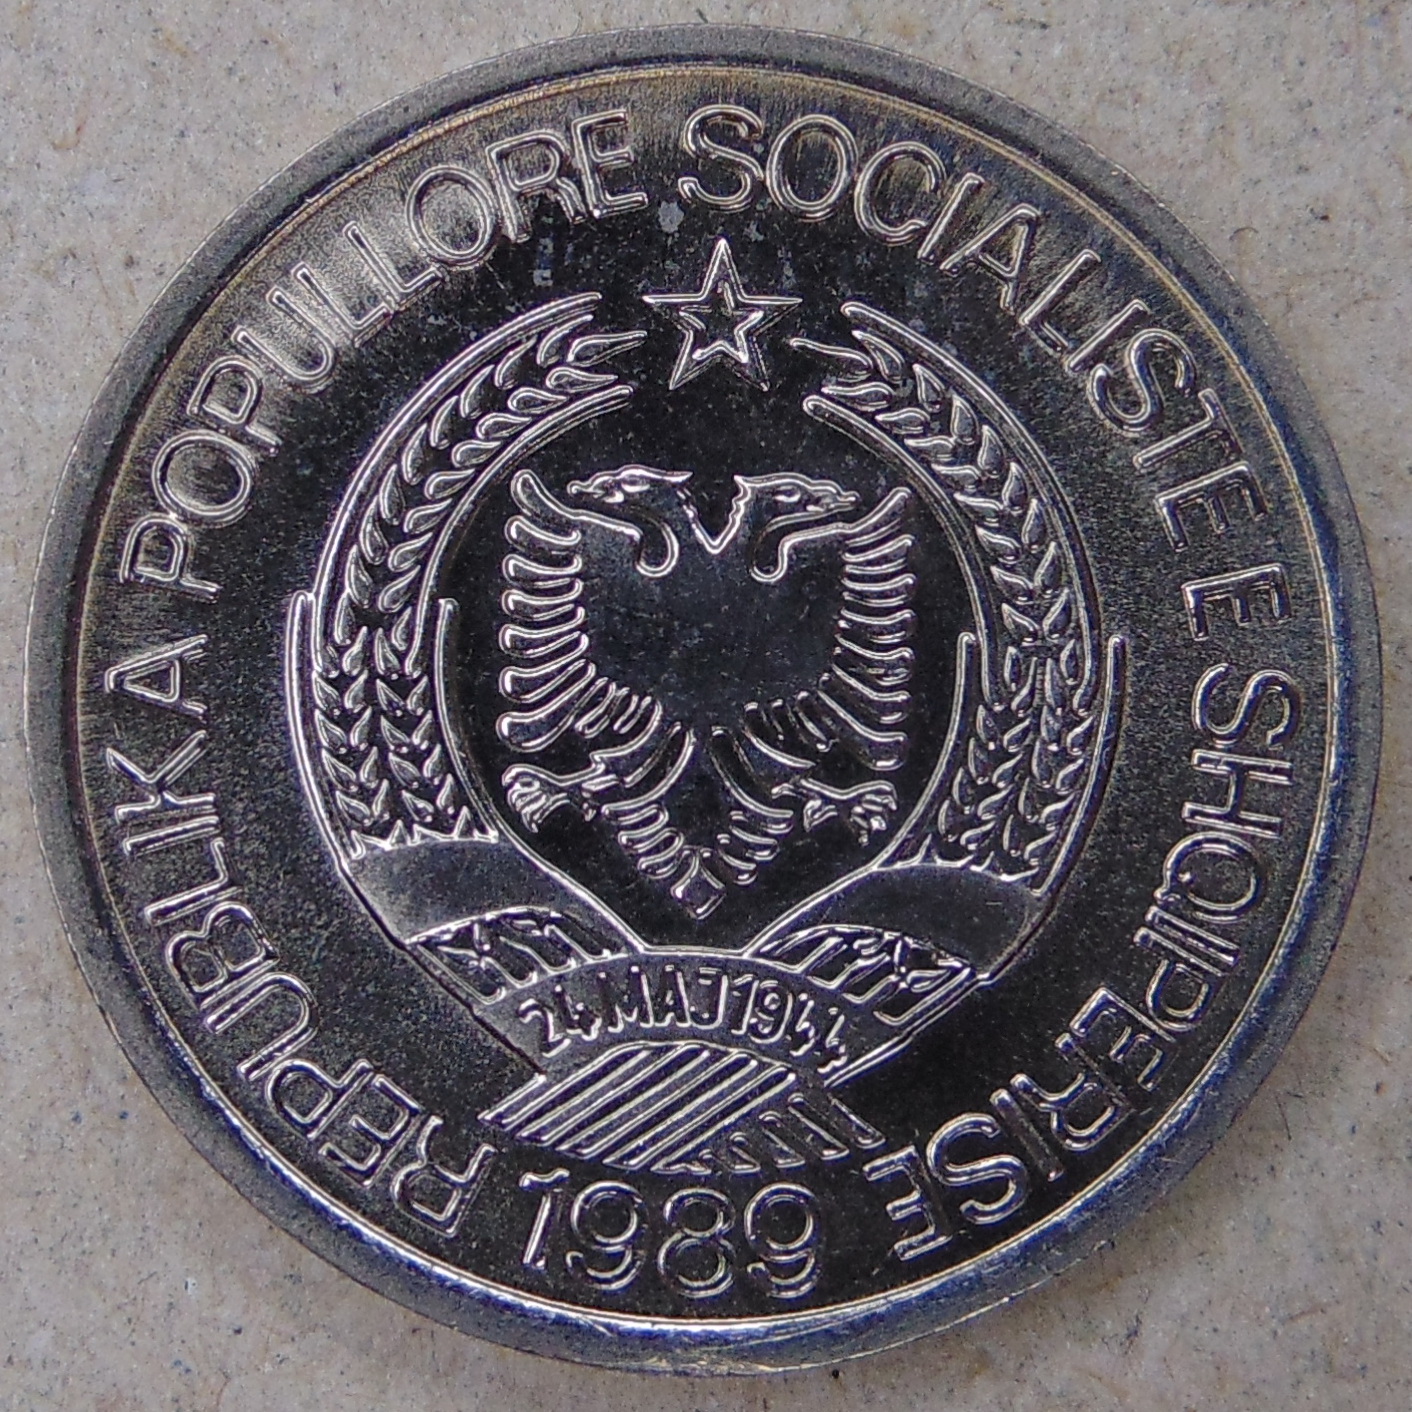 REPUBLIKA POPULLORE SOCIALISTE E SHQIPERISE
24 MAJ 1944
1989